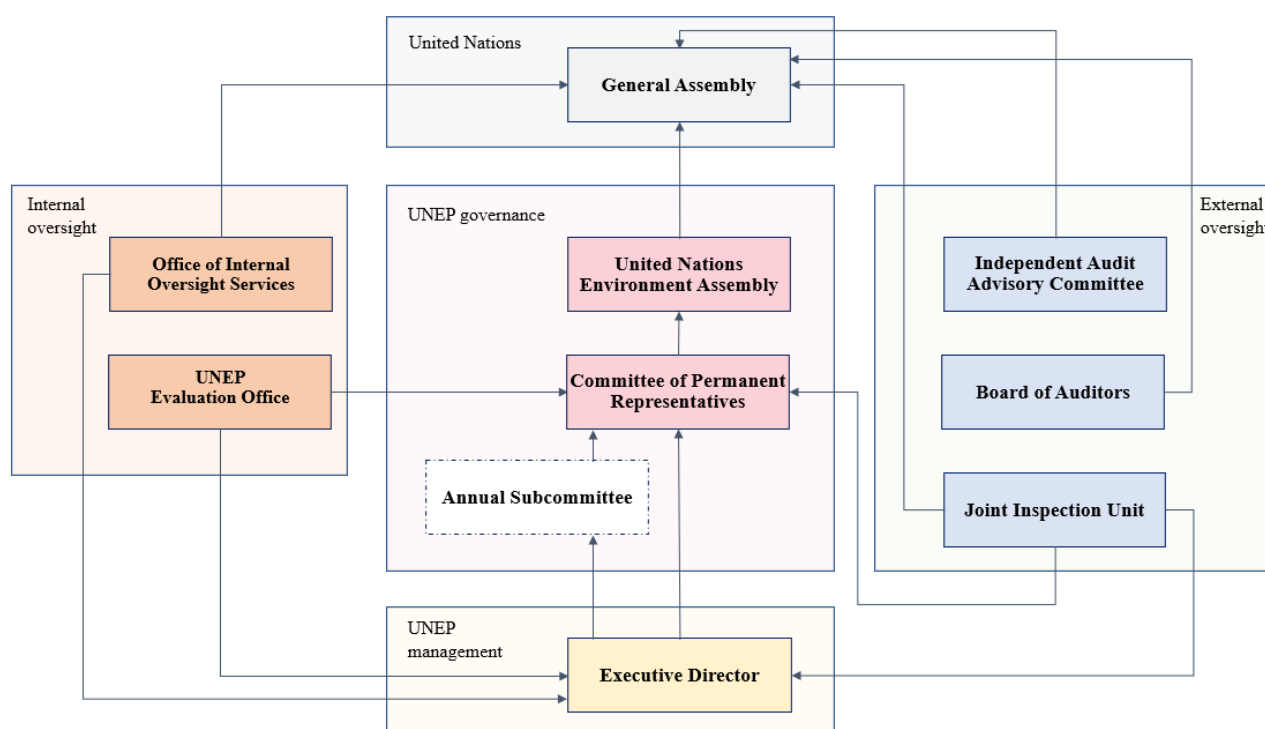 United Nations
General Assembly
Internal
oversight
Office of Internal
Oversight Services
UNEP
Evaluation Office
UNEP governance
United Nations
Environment Assembly
Committee of Permanent
Representatives
Annual Subcommittee
External
oversight
Independent Audit
Advisory Committee
Board of Auditors
Joint Inspection Unit
UNEP
management
Executive Director